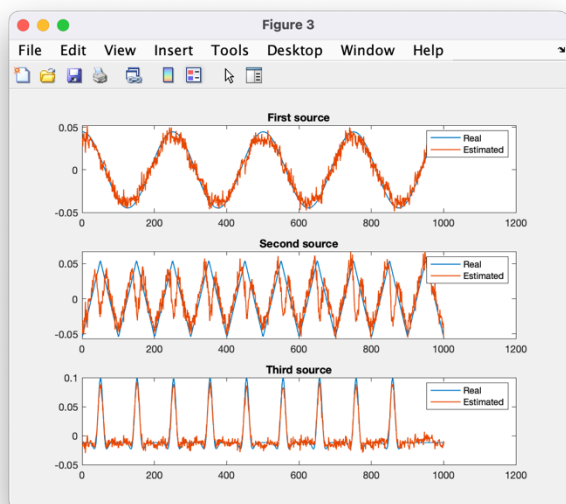 Figure 3
File Edit View Insert Tools Desktop Window Help
First source
0.05
0
-0.05
0 200 400 600 800 1000 1200
Real
Estimated
Second source
0.05
0
-0.05
0 200 400 600 800 1000 1200
Real
Estimated
Third source
0.1
0.05
0
-0.05
0 200 400 600 800 1000 1200
Real
Estimated